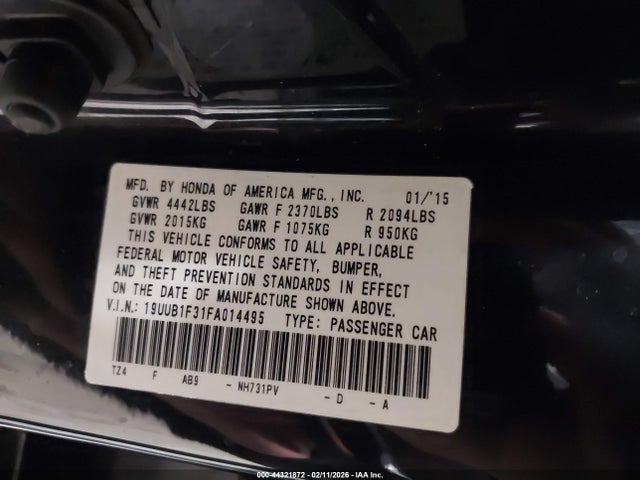 MFD. BY HONDA OF AMERICA MFG., INC. 01/'15
GVWR 4442LBS GAWR F 2370LBS R 2094LBS
GVWR 2015KG GAWR F 1075KG R 950KG
THIS VEHICLE CONFORMS TO ALL APPLICABLE
FEDERAL MOTOR VEHICLE SAFETY, BUMPER,
AND THEFT PREVENTION STANDARDS IN EFFECT
ON THE DATE OF MANUFACTURE SHOWN ABOVE.
V.I.N.: 19UUB1F31FA014495 TYPE: PASSENGER CAR
TZ4 F AB9 - NH731PV - D - A
000-44321872 - 02/11/2026 - IAA Inc.